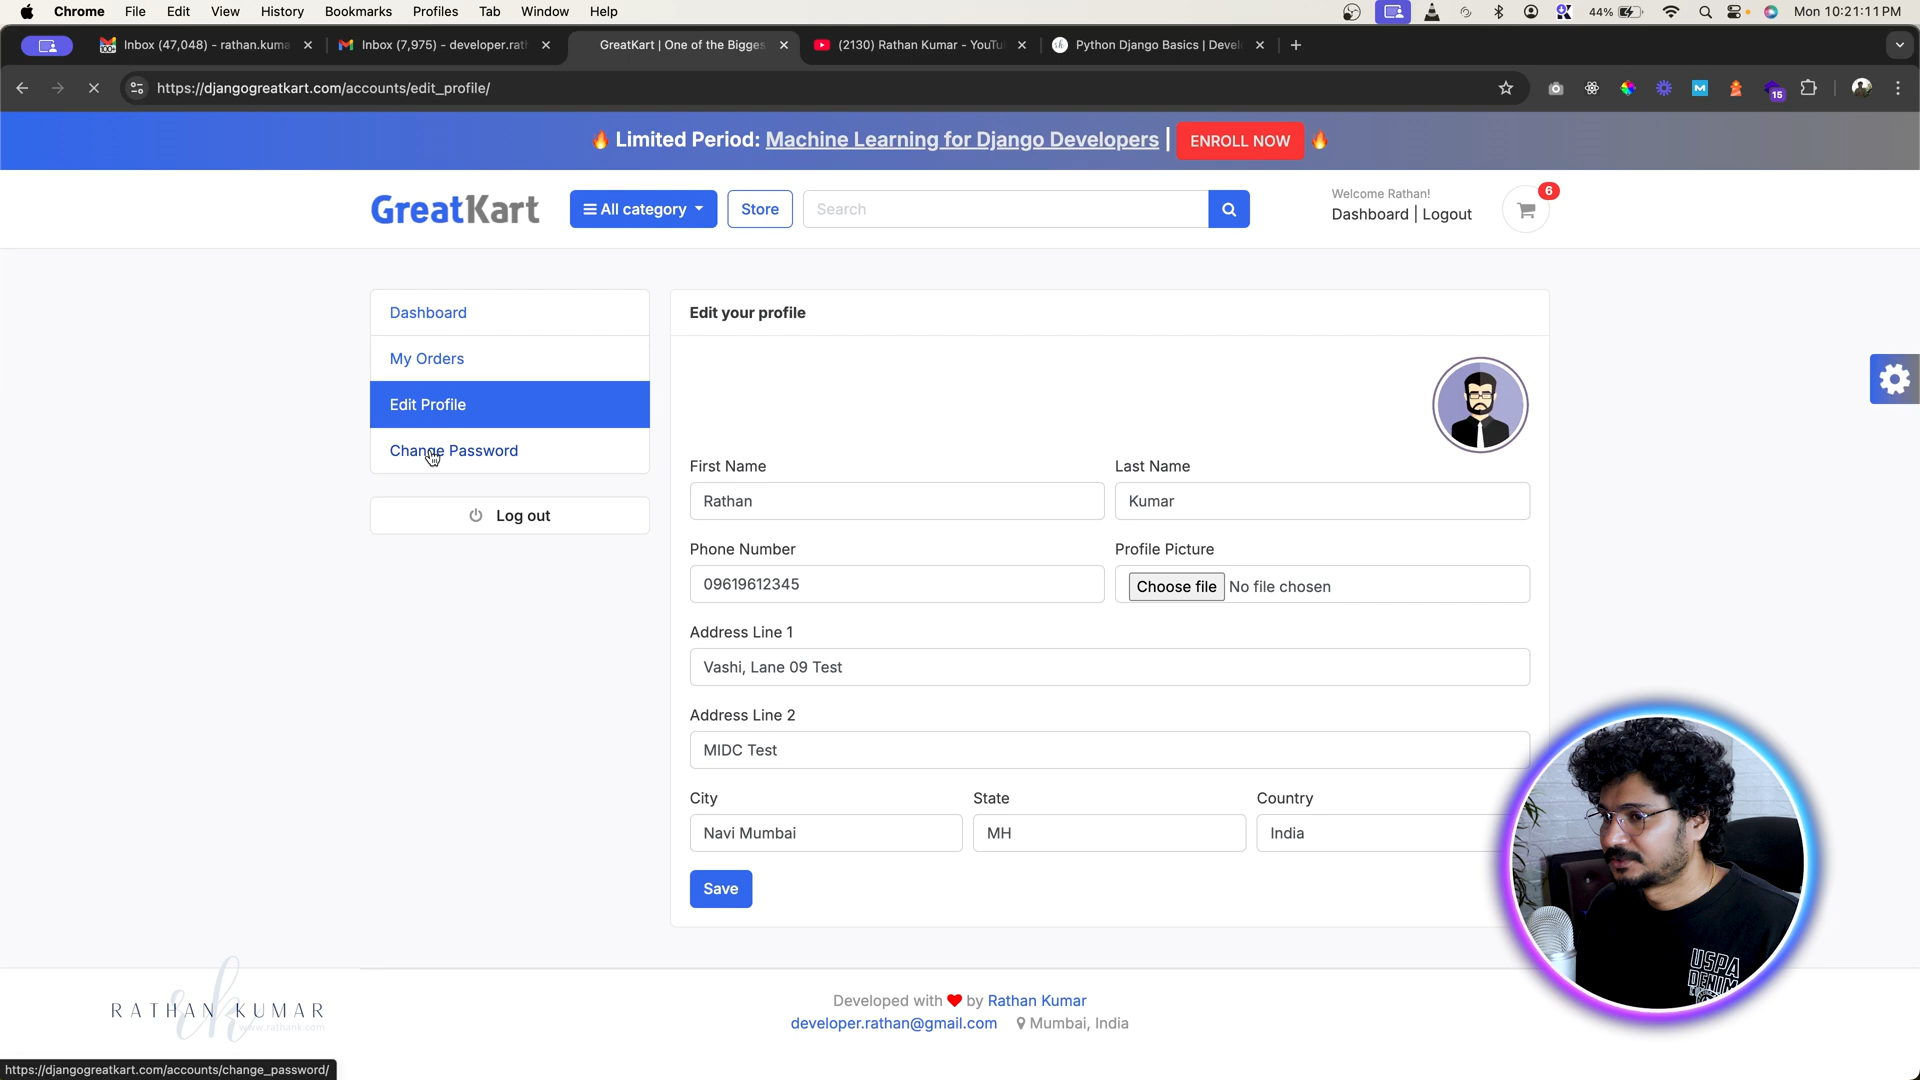 Chrome File Edit View History Bookmarks Profiles Tab Window Help 44% Mon 10:21:11 PM
Inbox (47,048) - rathan.kuma Inbox (7,975) - developer.rat GreatKart | One of the Bigges (2130) Rathan Kumar - YouTu Python Django Basics | Devel
https://djangogreatkart.com/accounts/edit_profile/ 15
Limited Period: Machine Learning for Django Developers | ENROLL NOW
GreatKart All category Store Search Welcome Rathan! 6
Dashboard | Logout
Dashboard
My Orders
Edit Profile
Change Password
Log out
Edit your profile
First Name Last Name
Rathan Kumar
Phone Number Profile Picture
09619612345 Choose file No file chosen
Address Line 1
Vashi, Lane 09 Test
Address Line 2
MIDC Test
City State Country
Navi Mumbai MH India
Save
USPA
DENIM
RATHAN KUMAR
www.rathank.com
Developed with by Rathan Kumar
developer.rathan@gmail.com Mumbai, India
https://djangogreatkart.com/accounts/change_password/